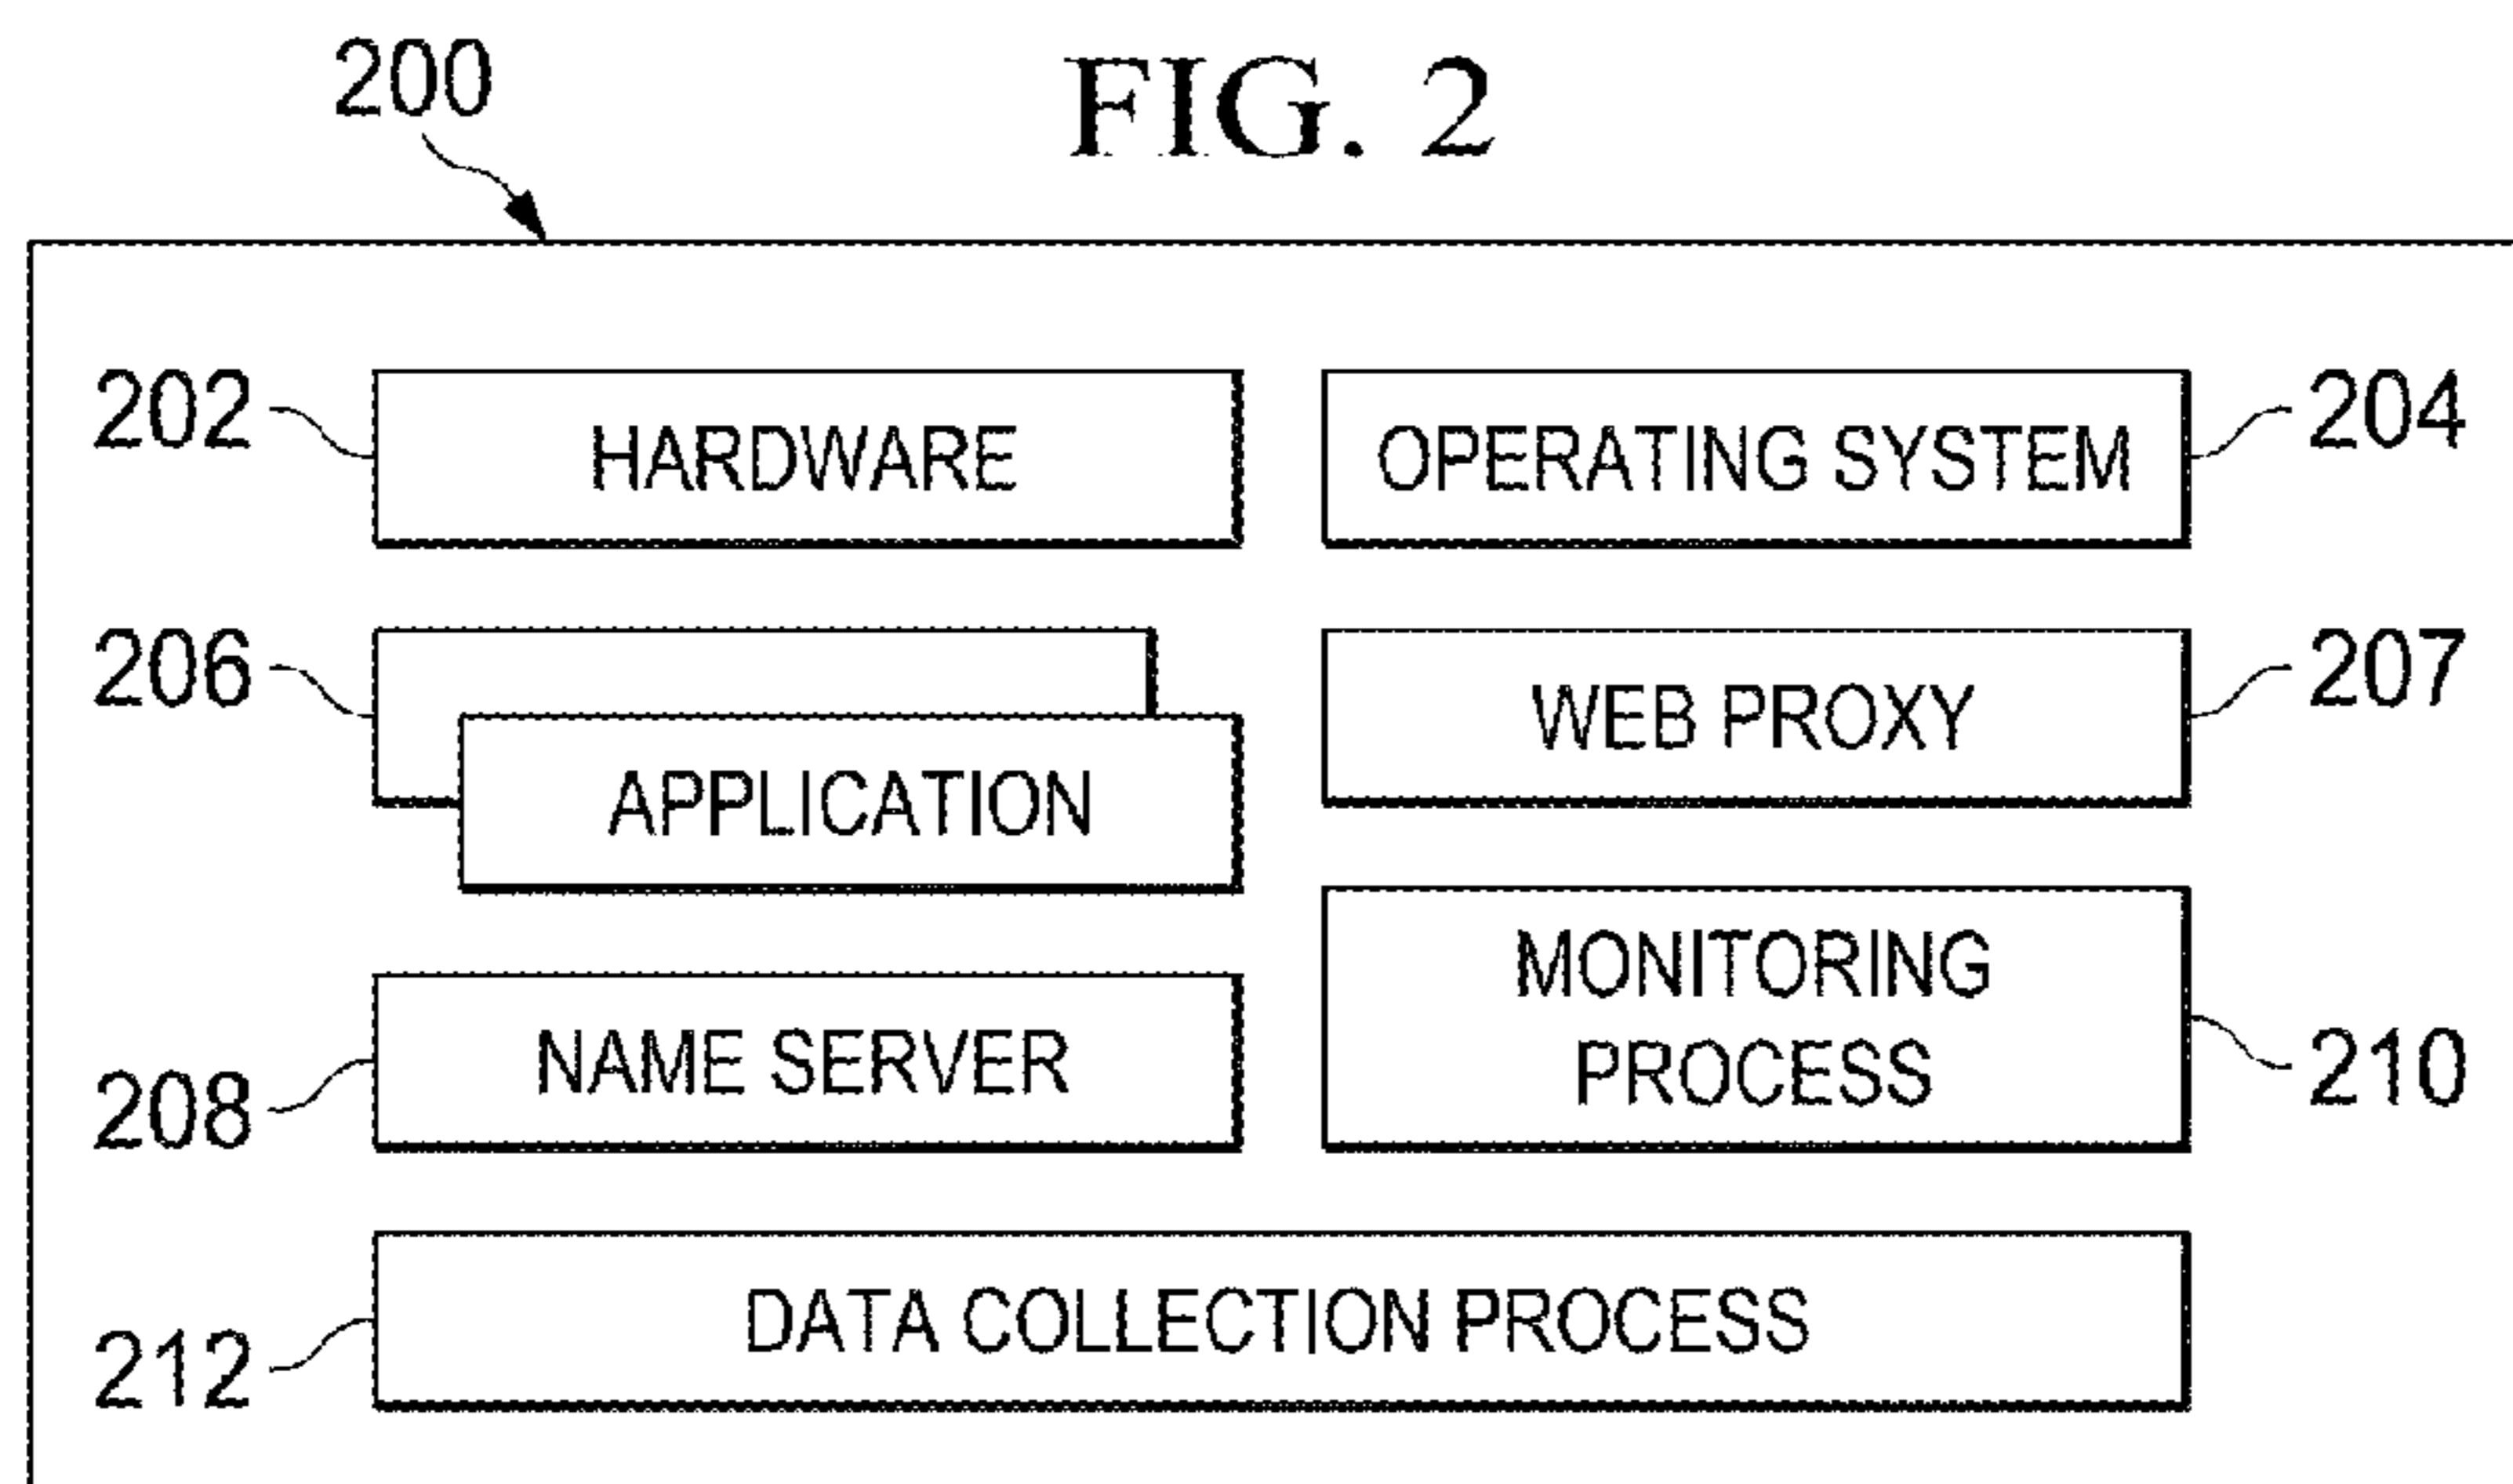 200
FIG. 2
202
HARDWARE
OPERATING SYSTEM
204
206
APPLICATION
WEB PROXY
207
208
NAME SERVER
MONITORING
PROCESS
210
212
DATA COLLECTION PROCESS